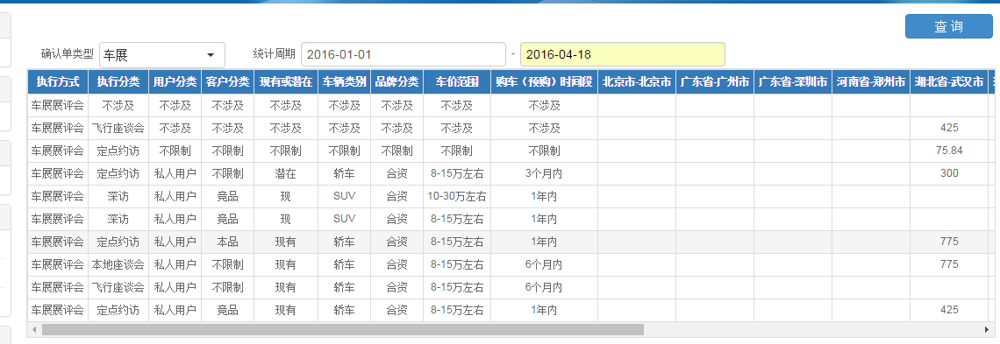 查 询
确认单类型 车展 统计周期 2016-01-01 - 2016-04-18
执行方式 执行分类 用户分类 客户分类 现有或潜在 车辆类别 品牌分类 车价范围 购车（预购）时间段 北京市-北京市 广东省-广州市 广东省-深圳市 河南省-郑州市 湖北省-武汉市
车展展评会 不涉及 不涉及 不涉及 不涉及 不涉及 不涉及 不涉及 不涉及
车展展评会 飞行座谈会 不涉及 不涉及 不涉及 不涉及 不涉及 不涉及 不涉及 425
车展展评会 定点约访 不限制 不限制 不限制 不限制 不限制 不限制 不限制 75.84
车展展评会 定点约访 私人用户 不限制 潜在 轿车 合资 8-15万左右 3个月内 300
车展展评会 深访 私人用户 竞品 现 SUV 合资 10-30万左右 1年内
车展展评会 深访 私人用户 竞品 现 SUV 合资 8-15万左右 1年内
车展展评会 定点约访 私人用户 本品 现有 轿车 合资 8-15万左右 1年内 775
车展展评会 本地座谈会 私人用户 不限制 现有 轿车 合资 8-15万左右 6个月内 775
车展展评会 飞行座谈会 私人用户 不限制 现有 轿车 合资 8-15万左右 6个月内
车展展评会 定点约访 私人用户 竞品 现有 轿车 合资 8-15万左右 1年内 425